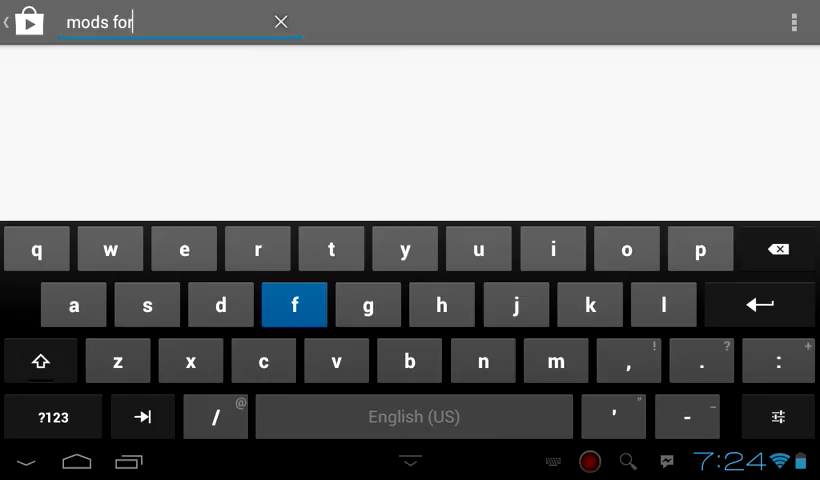 mods for
q w e r t y u i o p
a s d f g h j k l
z x c v b n m , ! . ? : +
?123 / @ English (US) ' " - _
7:24